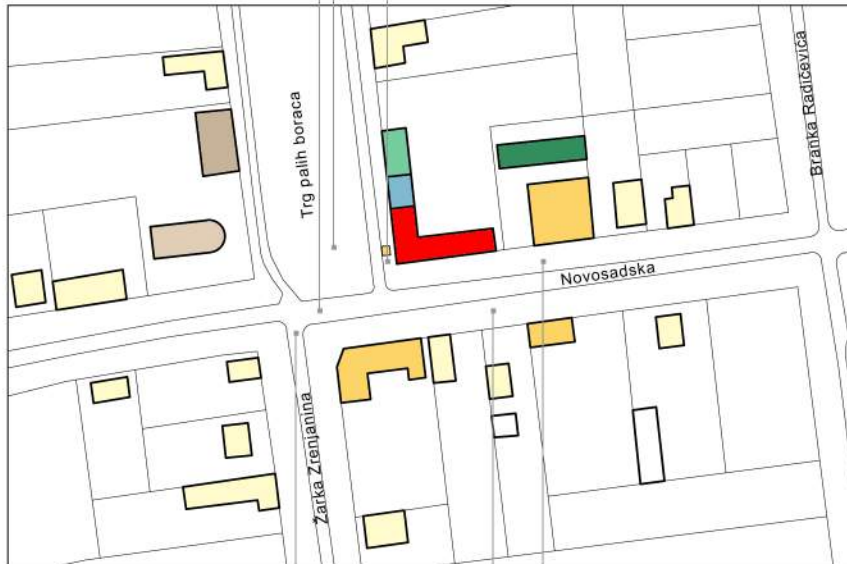 Trg palih boraca
Branka Radičevića
Novosadska
Žarka Zrenjanina